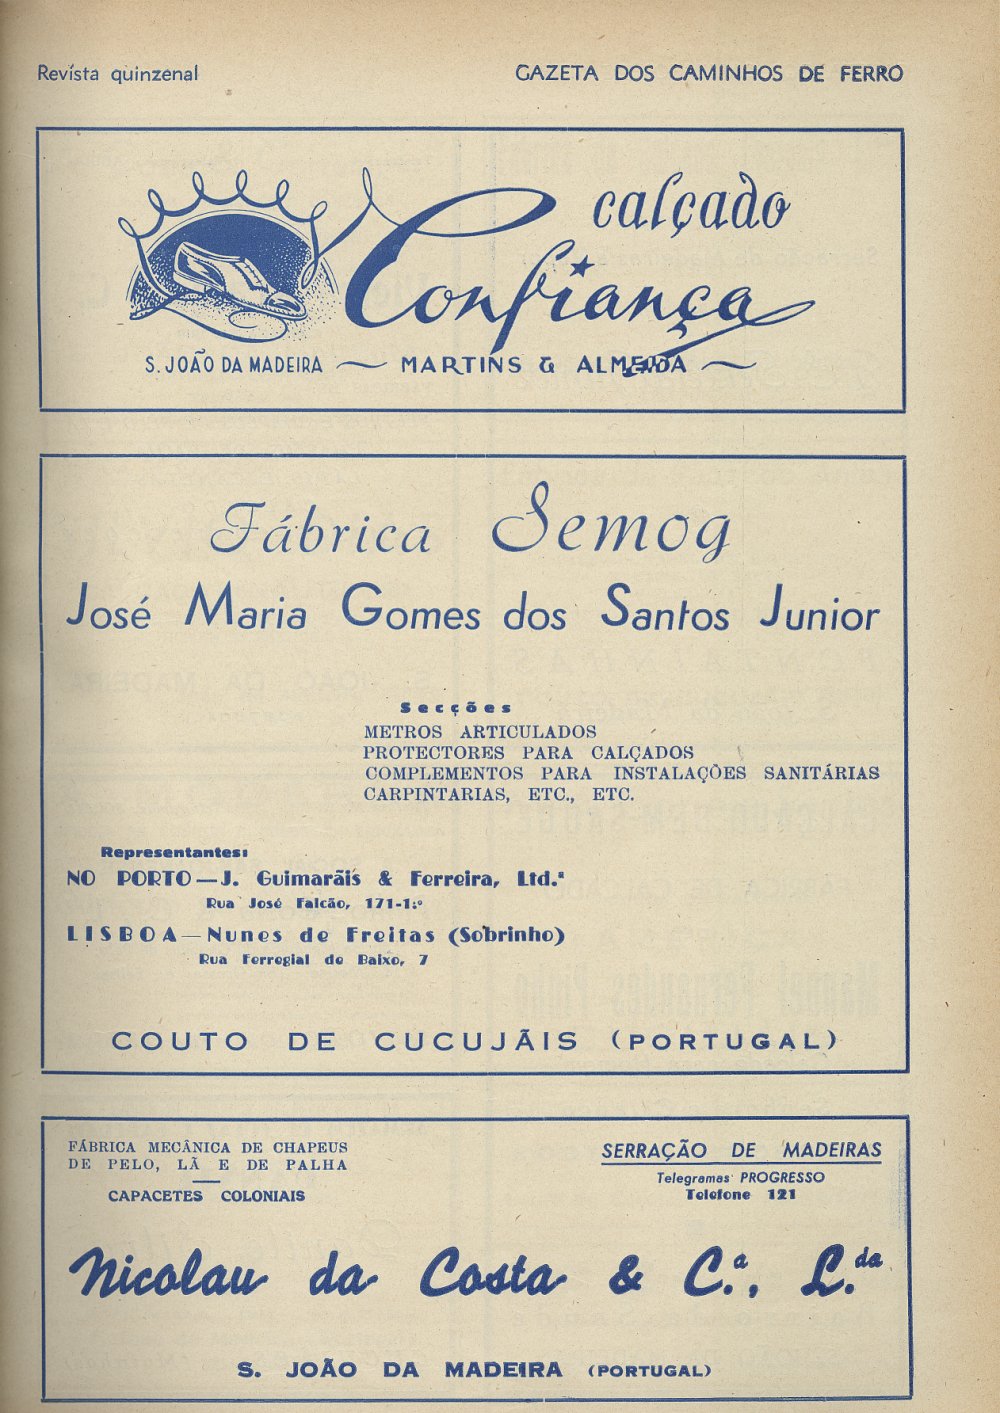 Revista quinzenal GAZETA DOS CAMINHOS DE FERRO
calçado
Confiança
S. JOÃO DA MADEIRA ~ MARTINS & ALMEIDA ~
Fábrica Semog
José Maria Gomes dos Santos Junior
Secções
METROS ARTICULADOS
PROTECTORES PARA CALÇADOS
COMPLEMENTOS PARA INSTALAÇÕES SANITÁRIAS
CARPINTARIAS, ETC., ETC.
Representantes:
NO PORTO — J. Guimarãis & Ferreira, Ltd.ª
Rua José Falcão, 171-1.º
LISBOA — Nunes de Freitas (Sobrinho)
Rua Ferregial de Baixo, 7
COUTO DE CUCUJÃIS (PORTUGAL)
FÁBRICA MECÂNICA DE CHAPEUS
DE PELO, LÃ E DE PALHA
CAPACETES COLONIAIS
SERRAÇÃO DE MADEIRAS
Telegramas PROGRESSO
Telefone 121
Nicolau da Costa & C.ª, L.da
S. JOÃO DA MADEIRA (PORTUGAL)